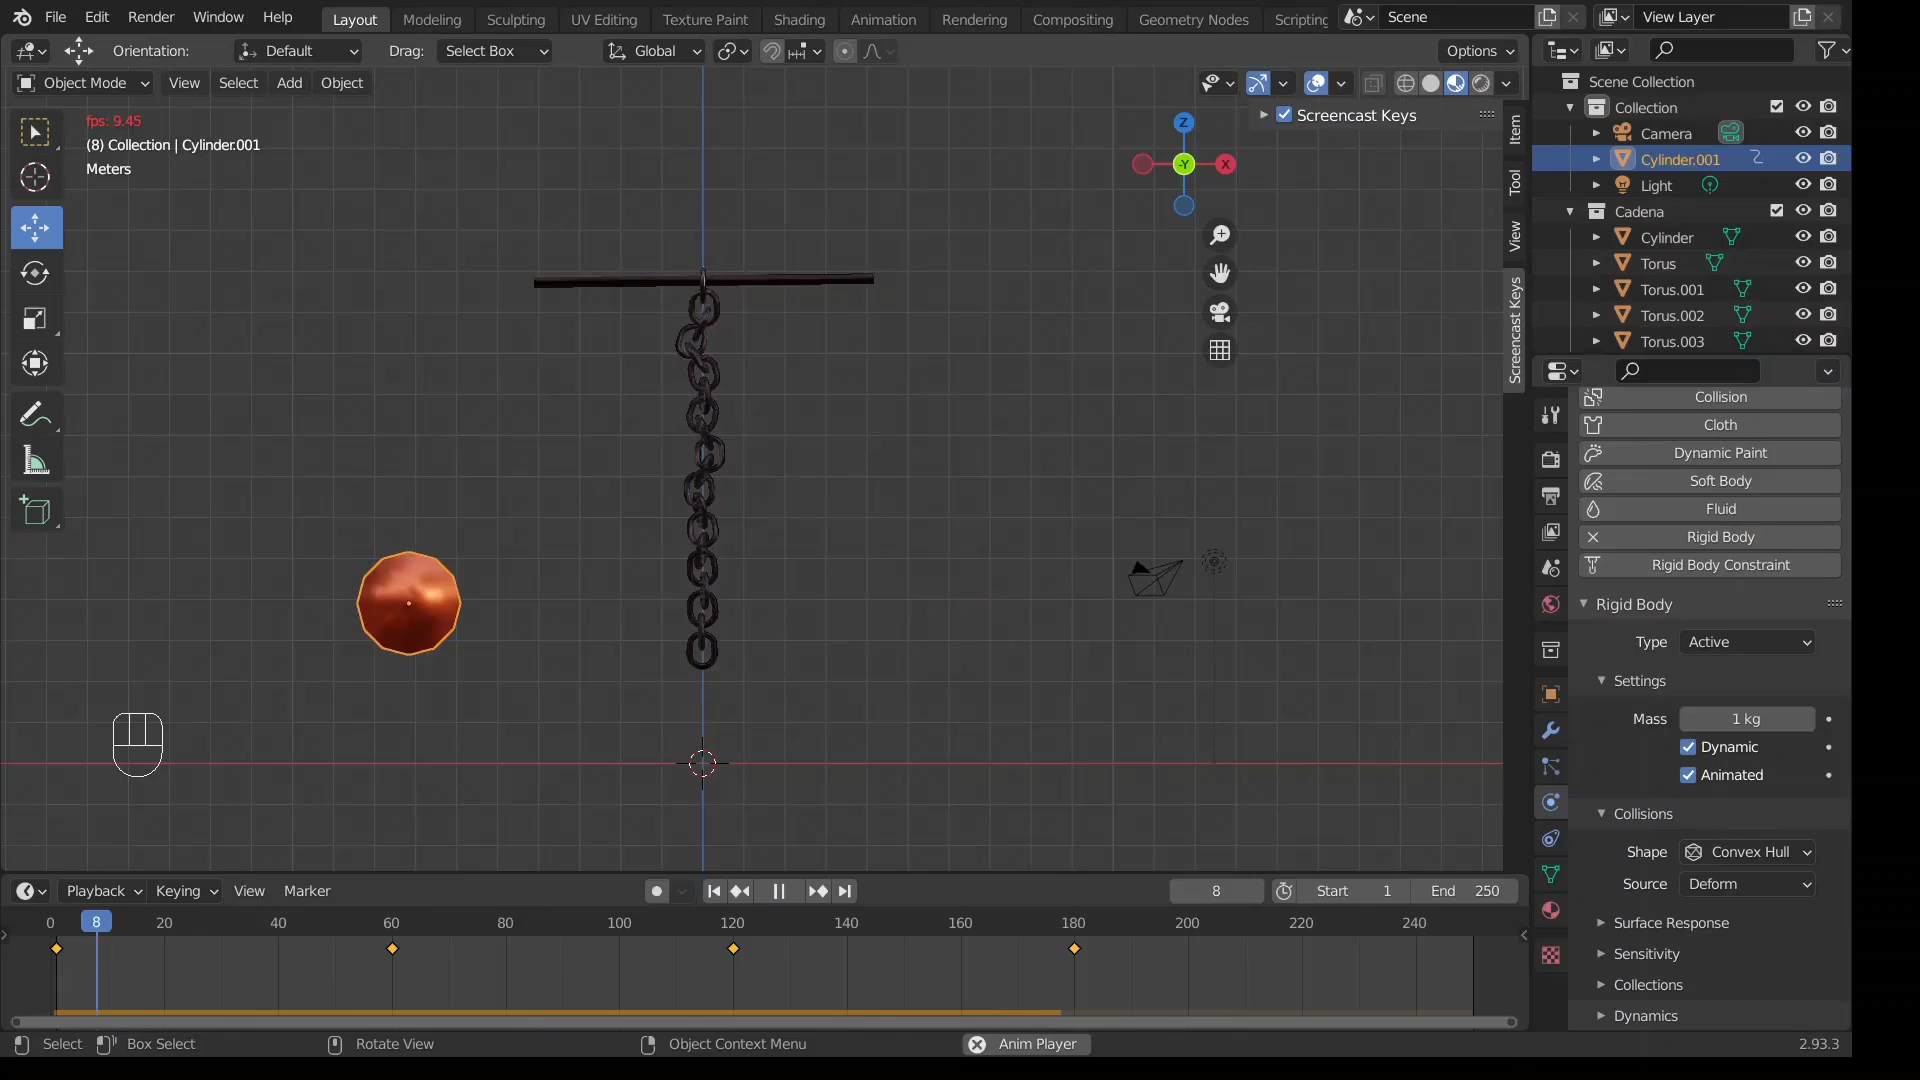 File Edit Render Window Help Layout Modeling Sculpting UV Editing Texture Paint Shading Animation Rendering Compositing Geometry Nodes Scripting Scene View Layer
Orientation: Default Drag: Select Box Global Options
Object Mode View Select Add Object
fps: 9.45
(8) Collection | Cylinder.001
Meters
Screencast Keys
Z
-Y
X
Item
Tool
View
Screencast Keys
Scene Collection
Collection
Camera
Cylinder.001
Light
Cadena
Cylinder
Torus
Torus.001
Torus.002
Torus.003
Collision
Cloth
Dynamic Paint
Soft Body
Fluid
Rigid Body
Rigid Body Constraint
Rigid Body
Type Active
Settings
Mass 1 kg
Dynamic
Animated
Collisions
Shape Convex Hull
Source Deform
Surface Response
Sensitivity
Collections
Dynamics
Playback Keying View Marker 8 Start 1 End 250
0 8 20 40 60 80 100 120 140 160 180 200 220 240
Select Box Select Rotate View Object Context Menu Anim Player 2.93.3